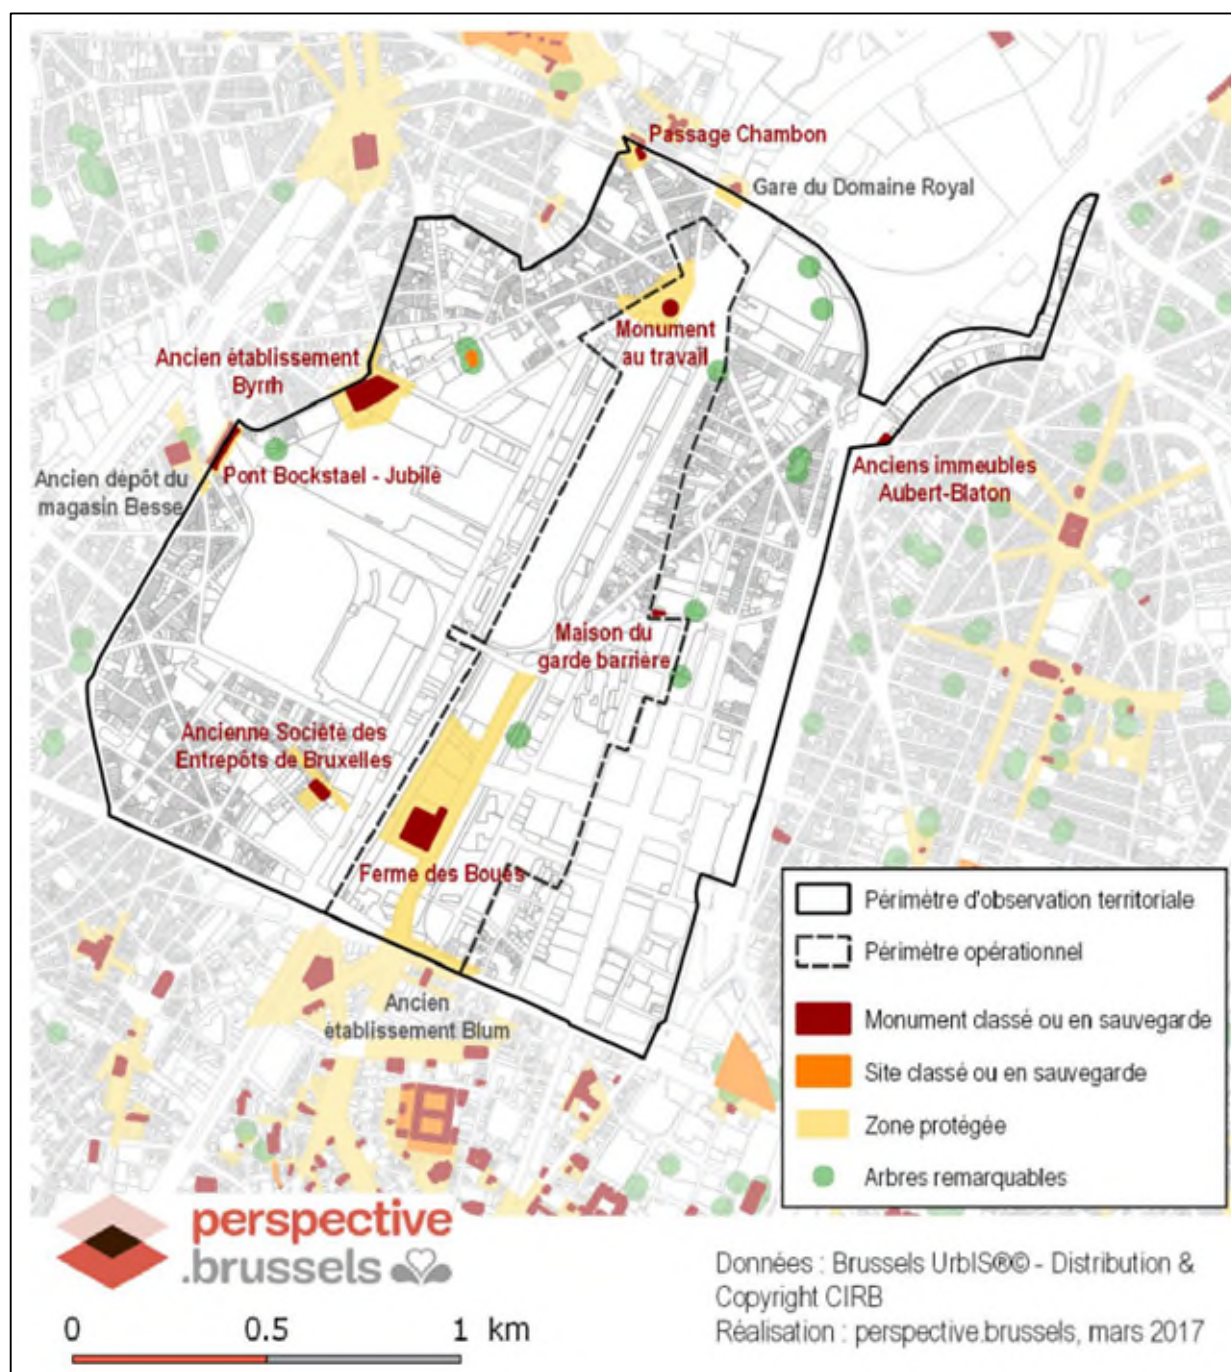 Passage Chambon
Gare du Domaine Royal
Monument
au travail
Ancien établissement
Byrrh
Ancien dépôt du
magasin Besse
Pont Bockstael - Jubilé
Anciens immeubles
Aubert-Blaton
Maison du
garde barrière
Ancienne Société des
Entrepôts de Bruxelles
Ferme des Boues
Ancien
établissement Blum
Périmètre d'observation territoriale
Périmètre opérationnel
Monument classé ou en sauvegarde
Site classé ou en sauvegarde
Zone protégée
Arbres remarquables
perspective
.brussels
0 0.5 1 km
Données : Brussels UrbIS®© - Distribution &
Copyright CIRB
Réalisation : perspective.brussels, mars 2017